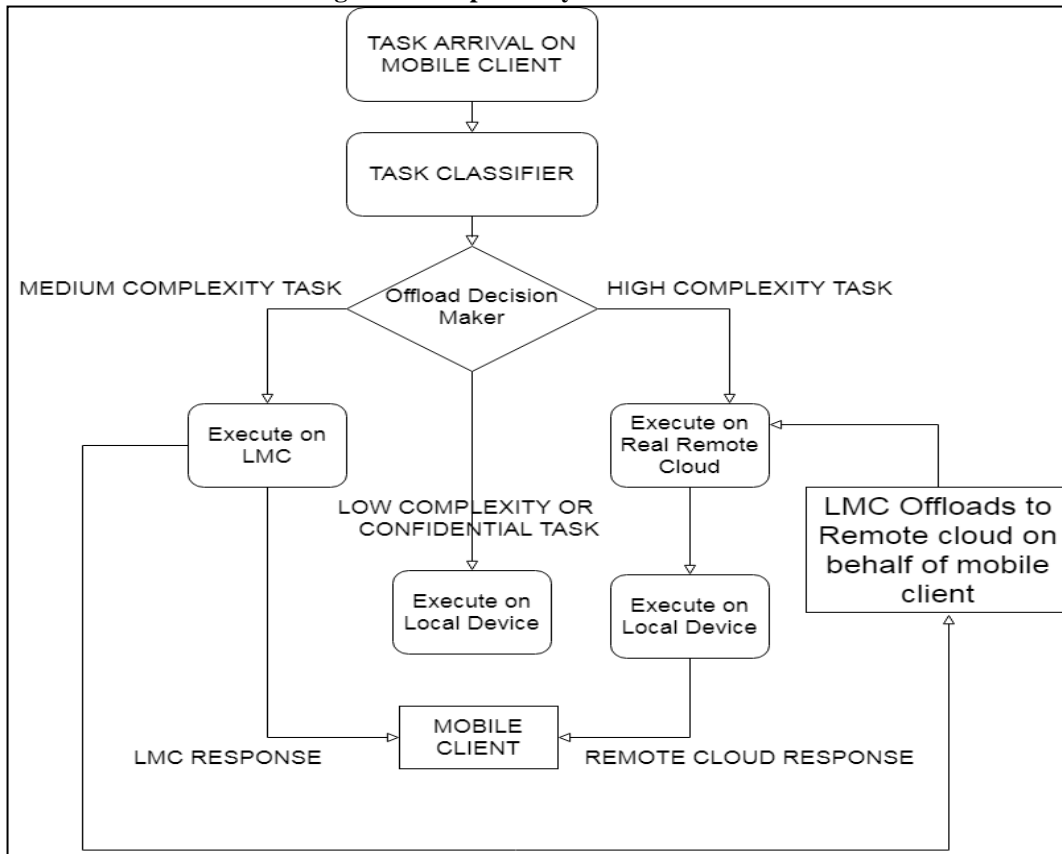 TASK ARRIVAL ON
MOBILE CLIENT
TASK CLASSIFIER
MEDIUM COMPLEXITY TASK
Offload Decision
Maker
HIGH COMPLEXITY TASK
Execute on
LMC
Execute on
Real Remote
Cloud
LOW COMPLEXITY OR
CONFIDENTIAL TASK
LMC Offloads to
Remote cloud on
behalf of mobile
client
Execute on
Local Device
Execute on
Local Device
MOBILE
CLIENT
LMC RESPONSE
REMOTE CLOUD RESPONSE